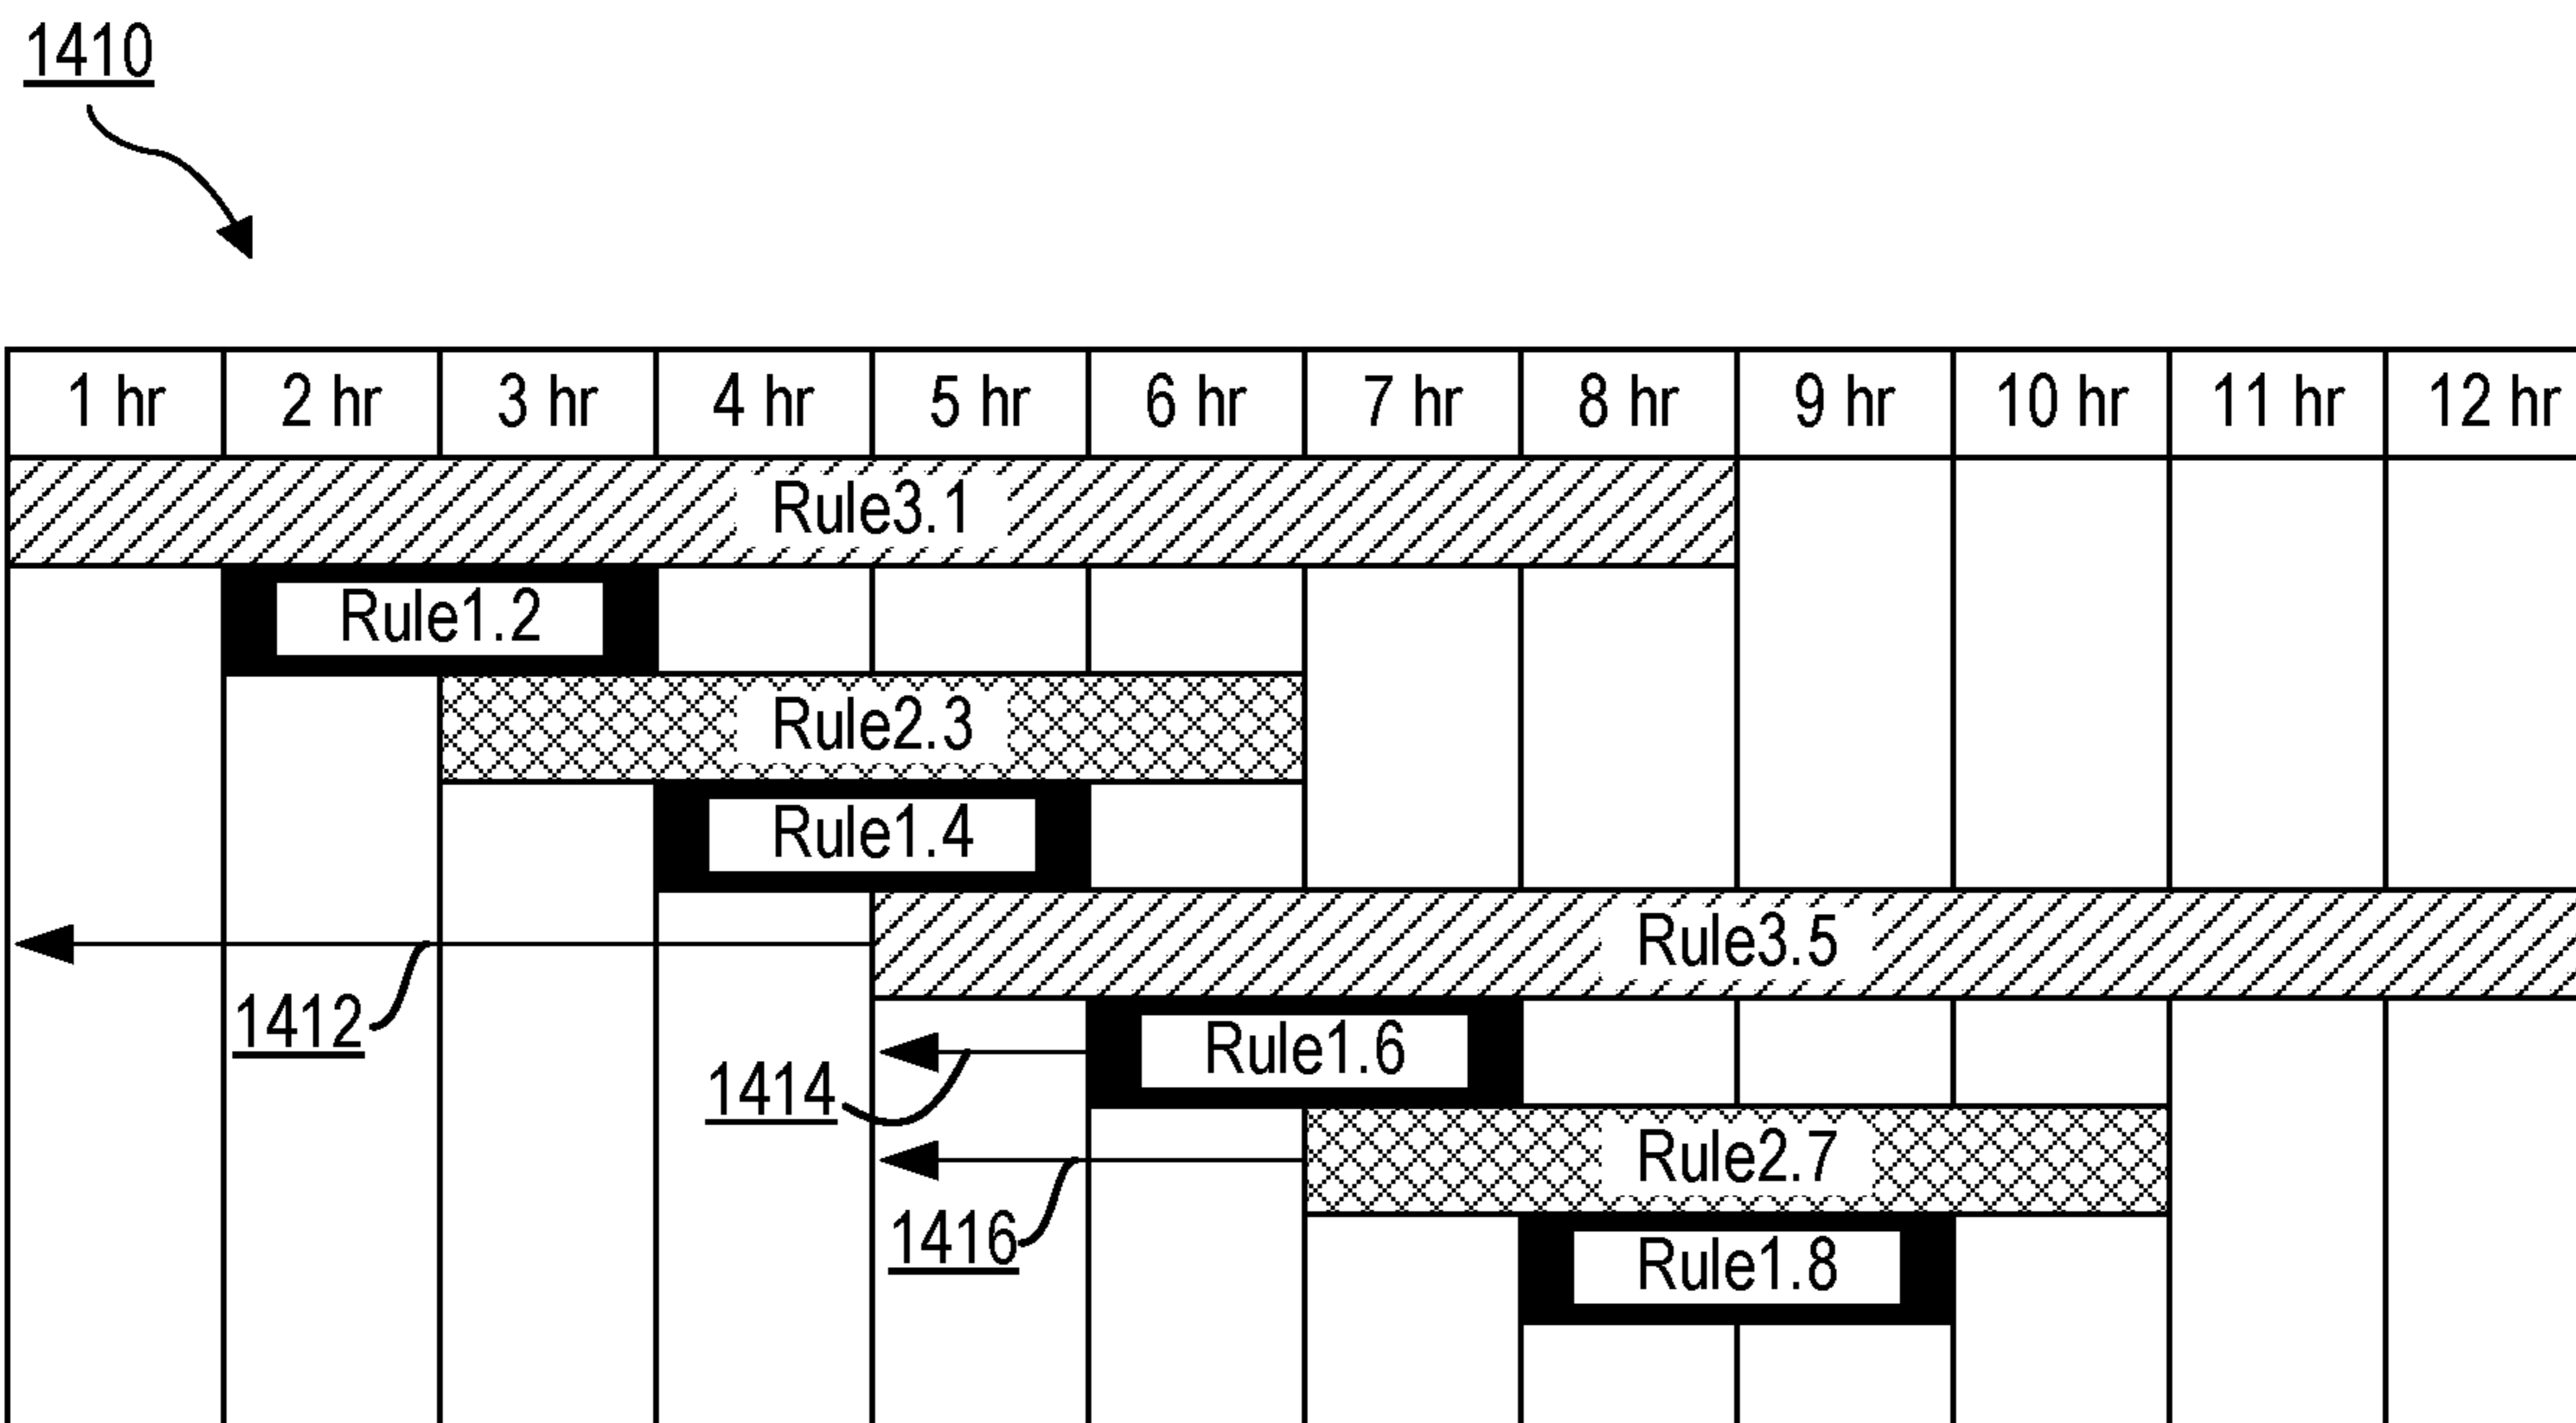 1410
1 hr 2 hr 3 hr 4 hr 5 hr 6 hr 7 hr 8 hr 9 hr 10 hr 11 hr 12 hr
Rule3.1
Rule1.2
Rule2.3
Rule1.4
Rule3.5
1412
Rule1.6
1414
Rule2.7
1416
Rule1.8